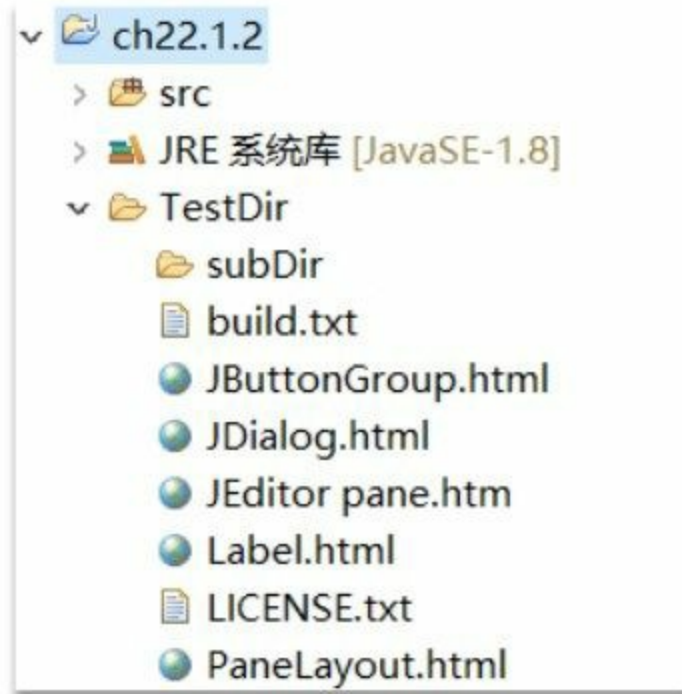 ch22.1.2
src
JRE 系统库 [JavaSE-1.8]
TestDir
subDir
build.txt
JButtonGroup.html
JDialog.html
JEditor pane.htm
Label.html
LICENSE.txt
PaneLayout.html